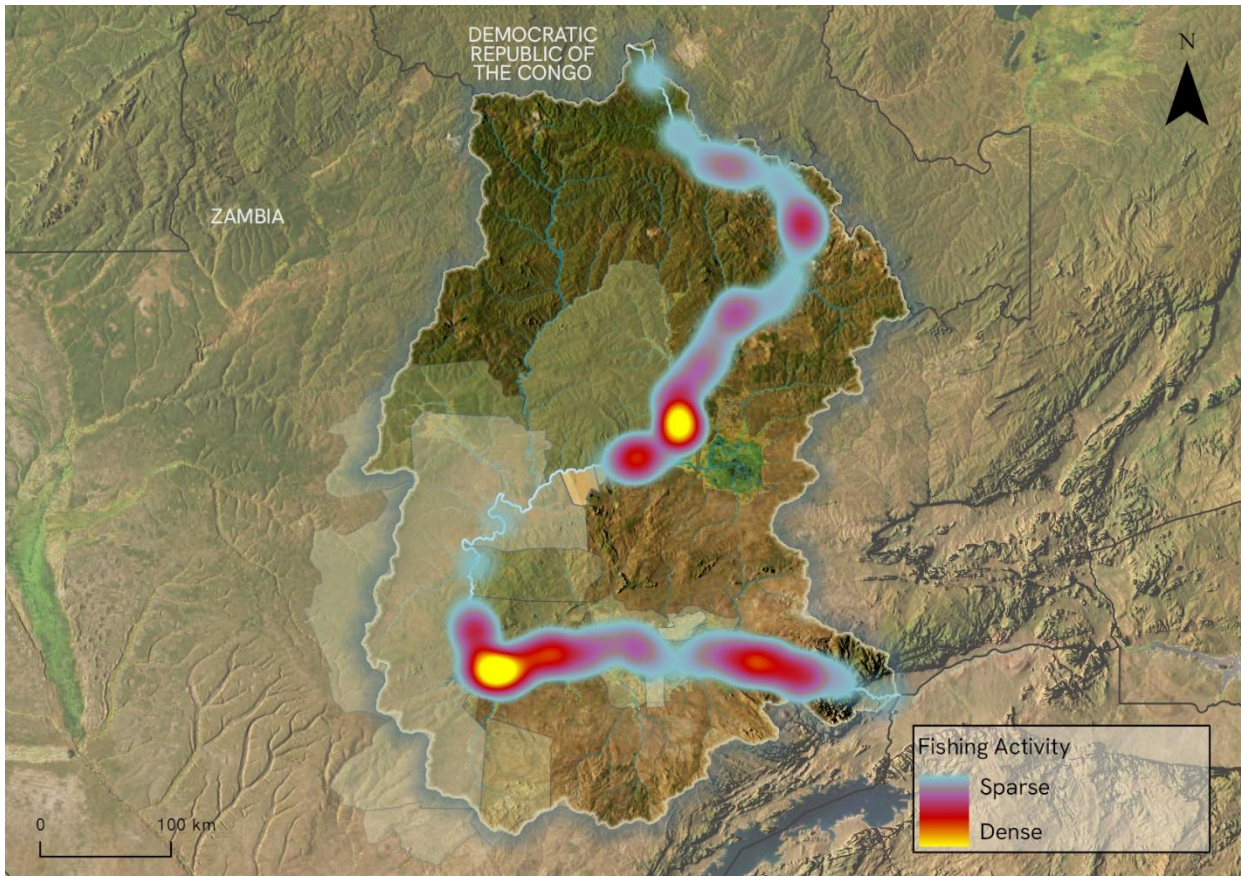 DEMOCRATIC
REPUBLIC OF
THE CONGO
N
ZAMBIA
Fishing Activity
Sparse
Dense
0 100 km